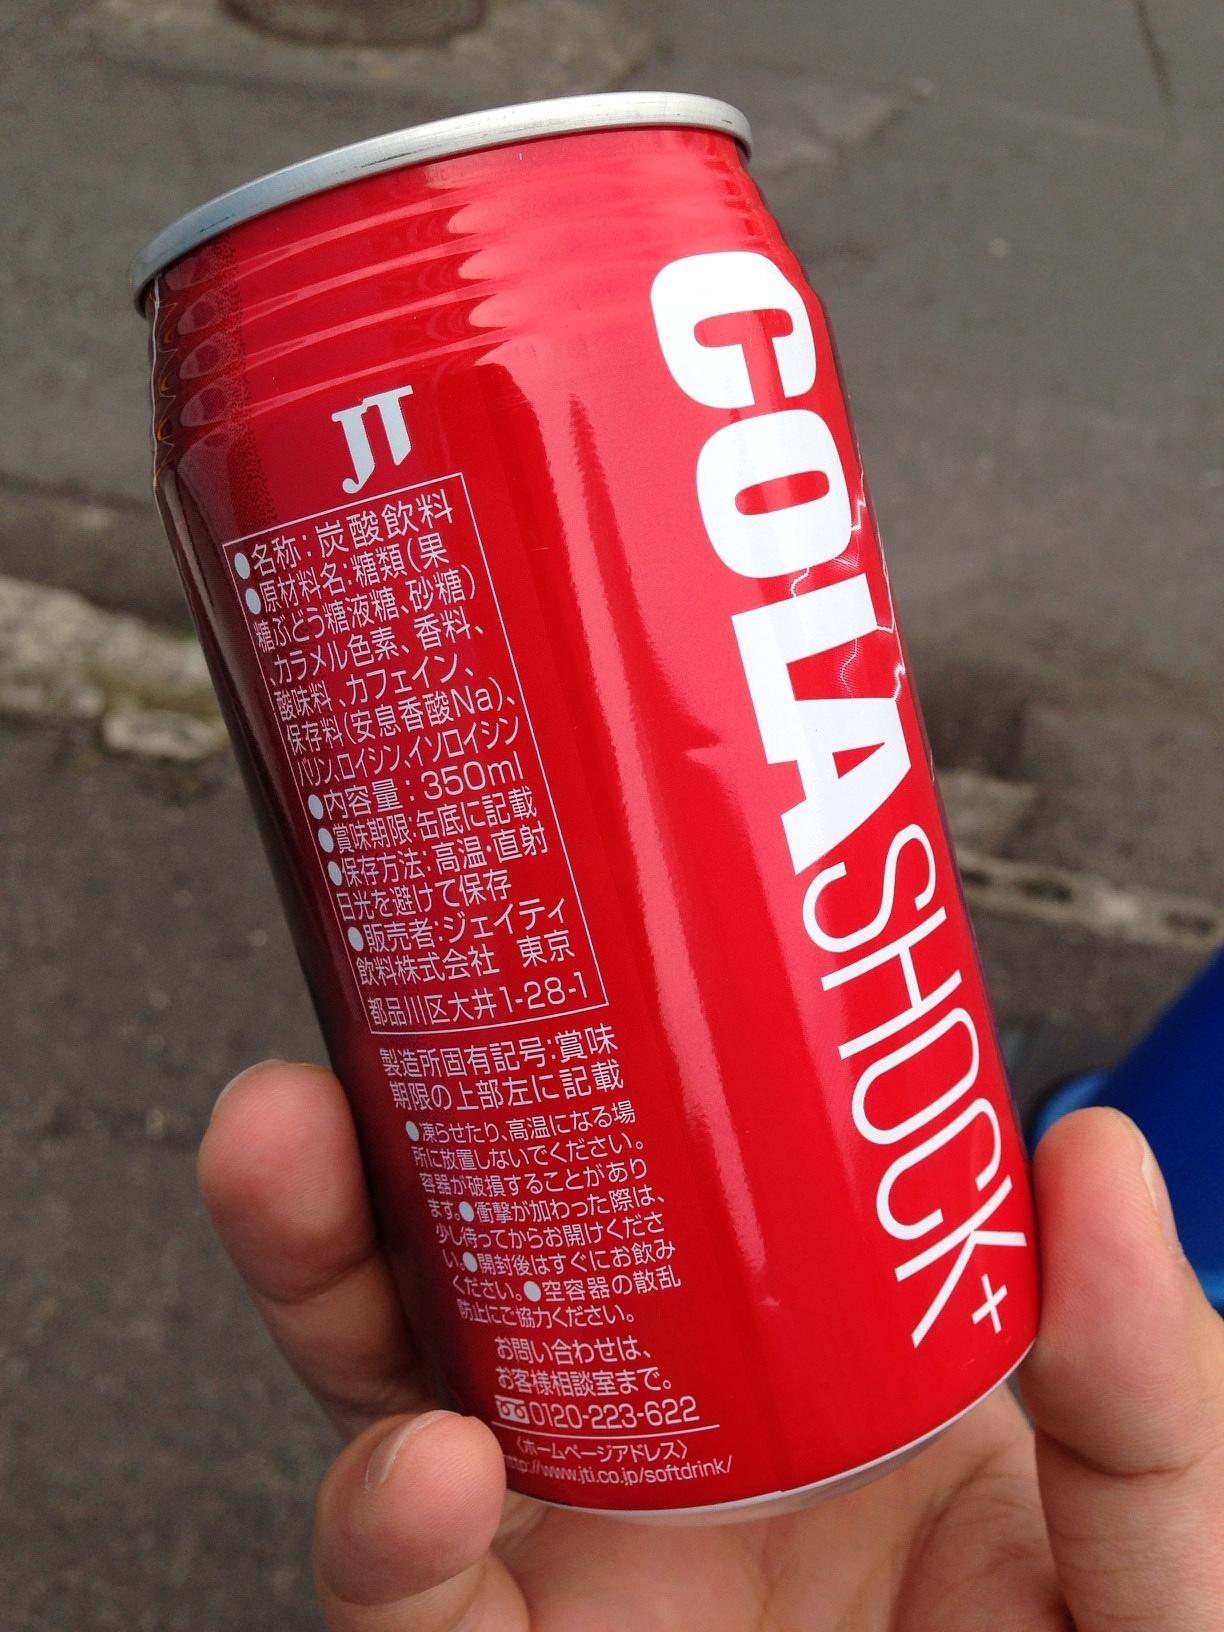 JT
●名称:炭酸飲料
●原材料名:糖類(果
糖ぶどう糖液糖、砂糖)
、カラメル色素、香料、
酸味料、カフェイン、
保存料(安息香酸Na)、
バリン、ロイシン、イソロイシン
●内容量:350ml
●賞味期限:缶底に記載
●保存方法:高温・直射
日光を避けて保存
●販売者:ジェイティ
飲料株式会社 東京
都品川区大井1-28-1
製造所固有記号:賞味
期限の上部左に記載
●凍らせたり、高温になる場
所に放置しないでください。
容器が破損することがあり
ます。●衝撃が加わった際は、
少し待ってからお開けくださ
い。●開封後はすぐにお飲み
ください。●空容器の散乱
防止にご協力ください。
お問い合わせは、
お客様相談室まで。
0120-223-622
〈ホームページアドレス〉
http://www.jti.co.jp/softdrink/
COLASHOCK+